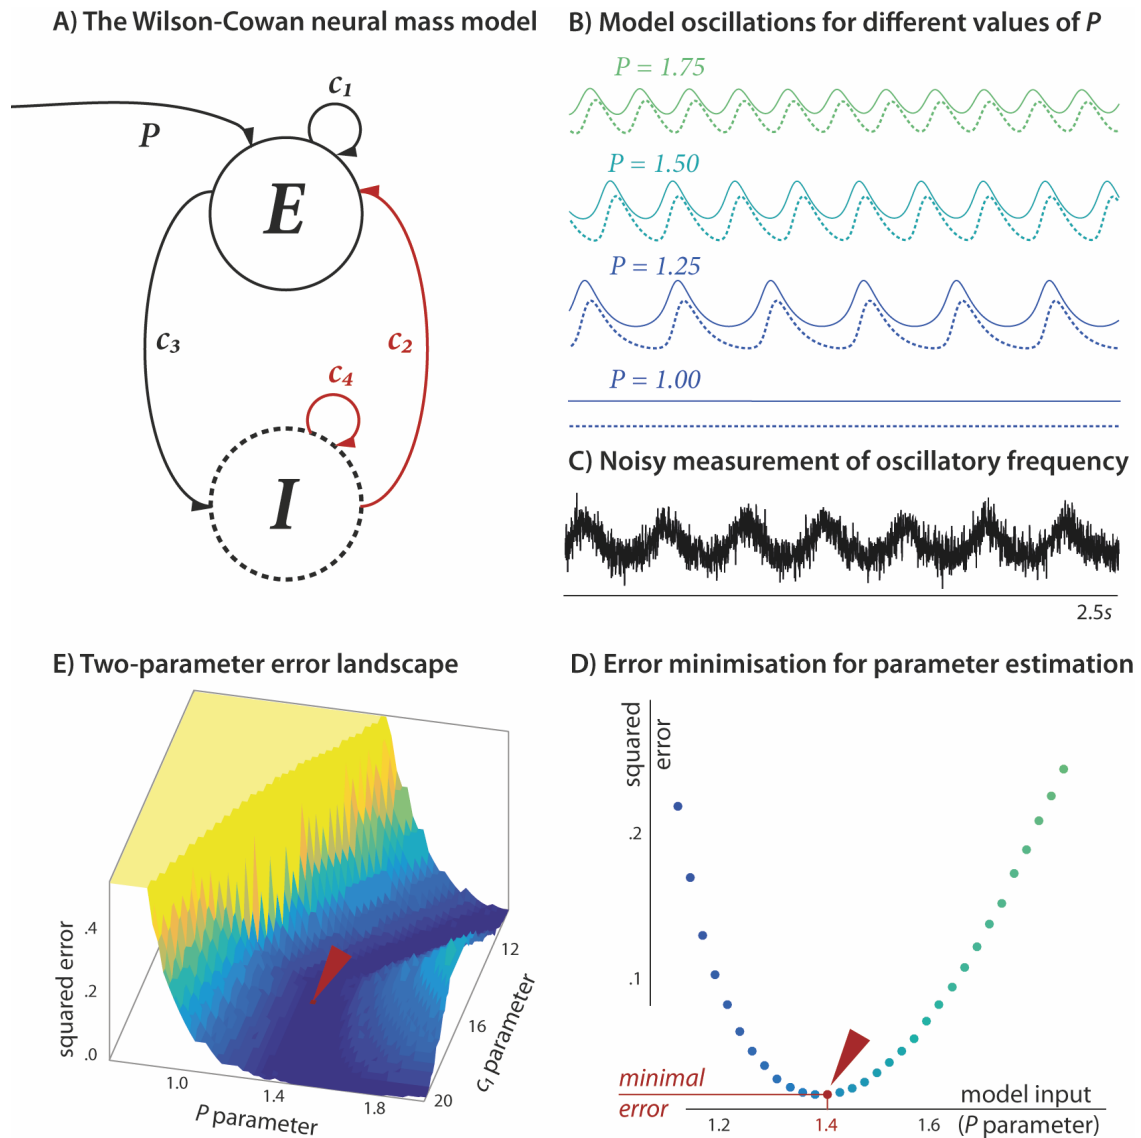 A) The Wilson-Cowan neural mass model
P
c₁
E
c₃
c₂
c₄
I
B) Model oscillations for different values of P
P = 1.75
P = 1.50
P = 1.25
P = 1.00
C) Noisy measurement of oscillatory frequency
2.5s
E) Two-parameter error landscape
squared error
.4
.2
.0
1.0
1.4
1.8
P parameter
12
16
20
c₁ parameter
D) Error minimisation for parameter estimation
squared
error
.2
.1
minimal
error
1.2
1.4
1.6
model input
(P parameter)